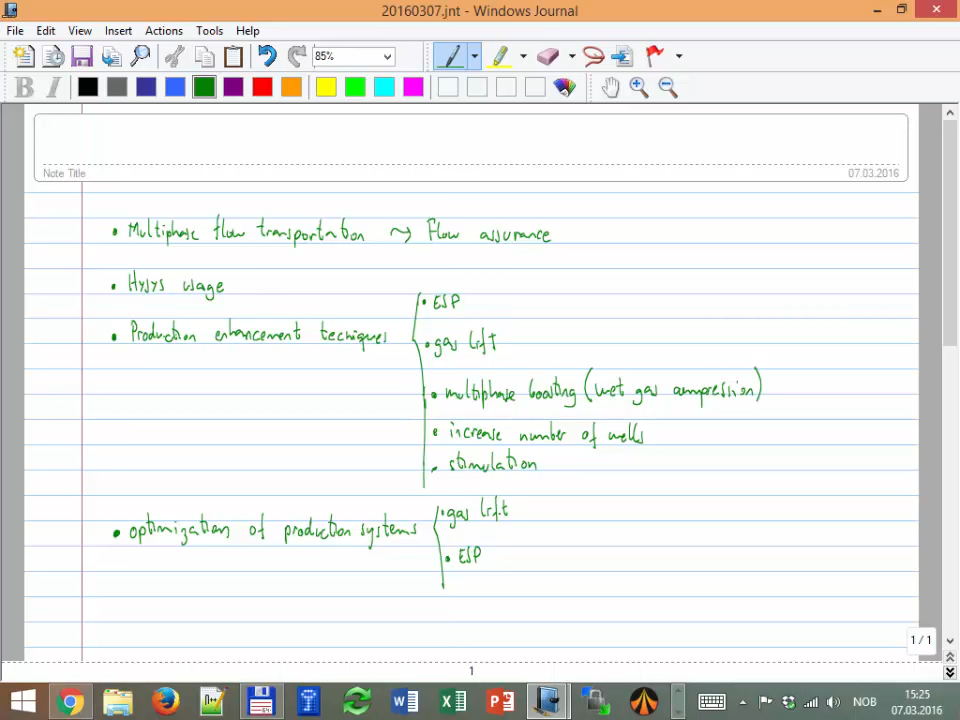 20160307.jnt - Windows Journal
File Edit View Insert Actions Tools Help
85%
B I
Note Title
07.03.2016
• Multiphase flow transportation ~> Flow assurance
• Hysys usage
• ESP
• Production enhancement tecniques
• gas lift
• multiphase boosting (wet gas compression)
• increase number of wells
• stimulation
• gas lift
• optimization of production systems
• ESP
1 / 1
1
NOB
15:25
07.03.2016